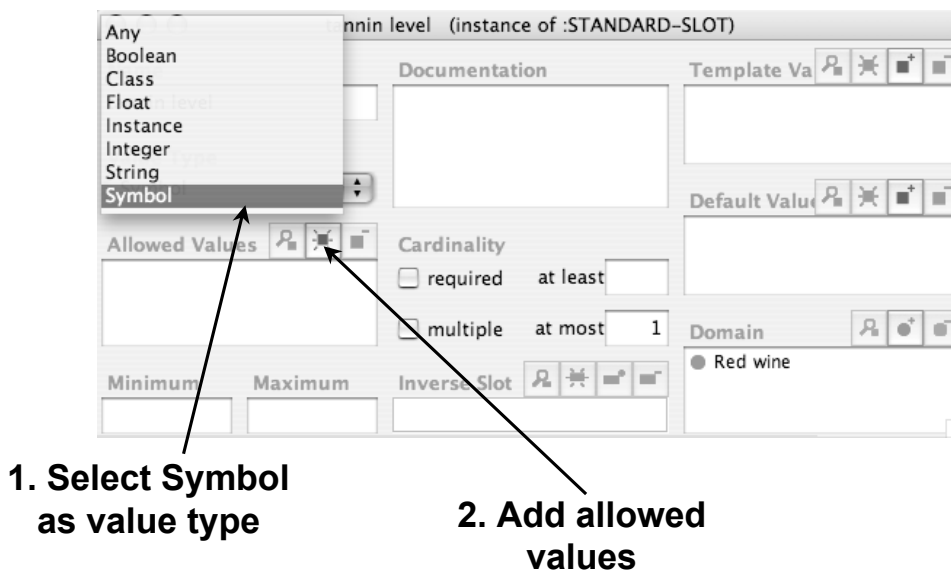 tannin level (instance of :STANDARD-SLOT)
Any
Boolean
Class
Float
Instance
Integer
String
Symbol
Documentation
Template Va
Default Value
Allowed Values
Cardinality
required at least
multiple at most 1
Domain
Red wine
Minimum Maximum
Inverse Slot
1. Select Symbol
as value type
2. Add allowed
values